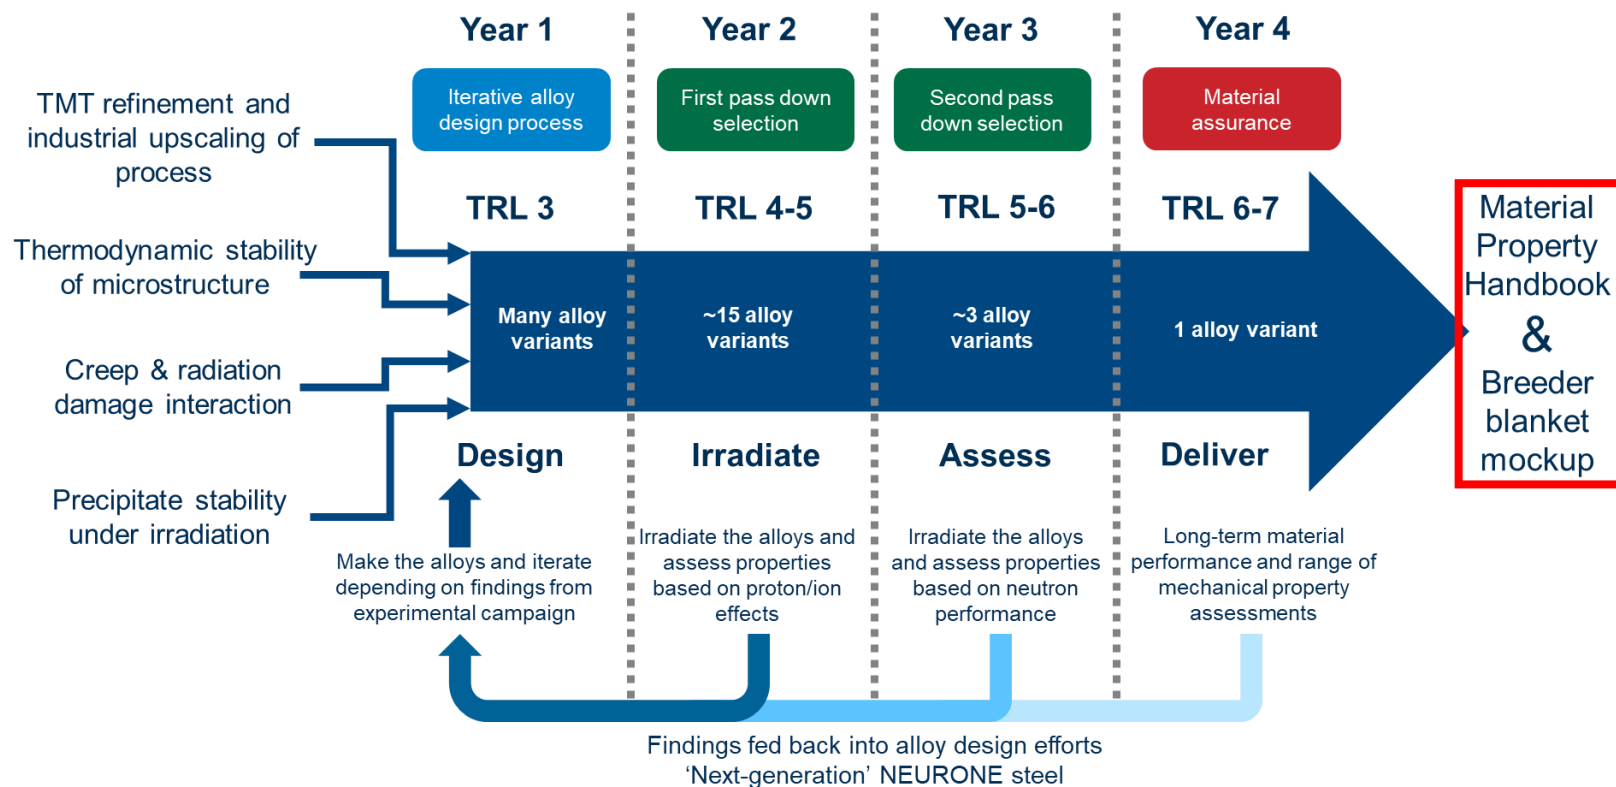 Year 1
Year 2
Year 3
Year 4
Iterative alloy
design process
First pass down
selection
Second pass
down selection
Material
assurance
TMT refinement and
industrial upscaling of
process
Thermodynamic stability
of microstructure
Creep & radiation
damage interaction
Precipitate stability
under irradiation
TRL 3
TRL 4-5
TRL 5-6
TRL 6-7
Many alloy
variants
~15 alloy
variants
~3 alloy
variants
1 alloy variant
Material
Property
Handbook
&
Breeder
blanket
mockup
Design
Irradiate
Assess
Deliver
Make the alloys and iterate
depending on findings from
experimental campaign
Irradiate the alloys and
assess properties
based on proton/ion
effects
Irradiate the alloys
and assess properties
based on neutron
performance
Long-term material
performance and range of
mechanical property
assessments
Findings fed back into alloy design efforts
‘Next-generation’ NEURONE steel